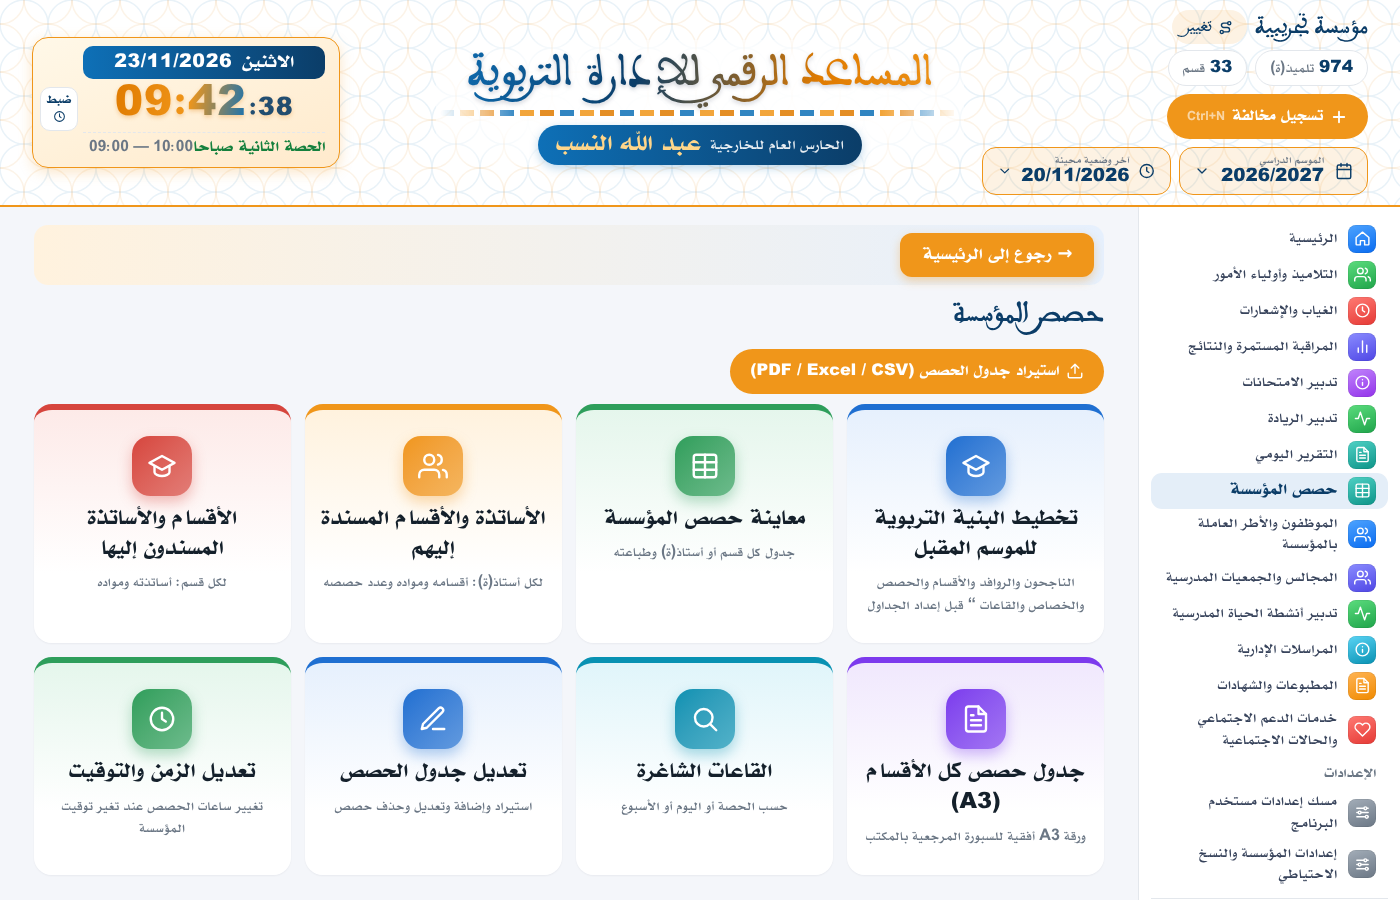 مؤسسة تجريبية
تغيير
974 تلميذ(ة)
33 قسم
+ تسجيل مخالفة Ctrl+N
الموسم الدراسي
2026/2027
اخر وضعية محينة
20/11/2026
المساعد الرقمي للإدارة التربوية
الحارس العام للخارجية عبد الله النسب
الاثنين 23/11/2026
09:42:38
ضبط
الحصة الثانية صباحا 09:00 — 10:00
الرئيسية
التلاميذ وأولياء الأمور
الغياب والإشعارات
المراقبة المستمرة والنتائج
تدبير الامتحانات
تدبير الريادة
التقرير اليومي
حصص المؤسسة
الموظفون والأطر العاملة
بالمؤسسة
المجالس والجمعيات المدرسية
تدبير أنشطة الحياة المدرسية
المراسلات الإدارية
المطبوعات والشهادات
خدمات الدعم الاجتماعي
والحالات الاجتماعية
الإعدادات
مسك إعدادات مستخدم
البرنامج
إعدادات المؤسسة والنسخ
الاحتياطي
→ رجوع إلى الرئيسية
حصص المؤسسة
استيراد جدول الحصص (PDF / Excel / CSV)
تخطيط البنية التربوية
للموسم المقبل
الناجحون والروافد والأقسام والحصص
والخصاص والقاعات “ قبل إعداد الجداول
معاينة حصص المؤسسة
جدول كل قسم أو أستاذ(ة) وطباعته
الأساتذة والأقسام المسندة
إليهم
لكل أستاذ(ة): أقسامه ومواده وعدد حصصه
الأقسام والأساتذة
المسندون إليها
لكل قسم: أساتذته ومواده
جدول حصص كل الأقسام
(A3)
ورقة A3 أفقية للسبورة المرجعية بالمكتب
القاعات الشاغرة
حسب الحصة أو اليوم أو الأسبوع
تعديل جدول الحصص
استيراد وإضافة وتعديل وحذف حصص
تعديل الزمن والتوقيت
تغيير ساعات الحصص عند تغير توقيت
المؤسسة